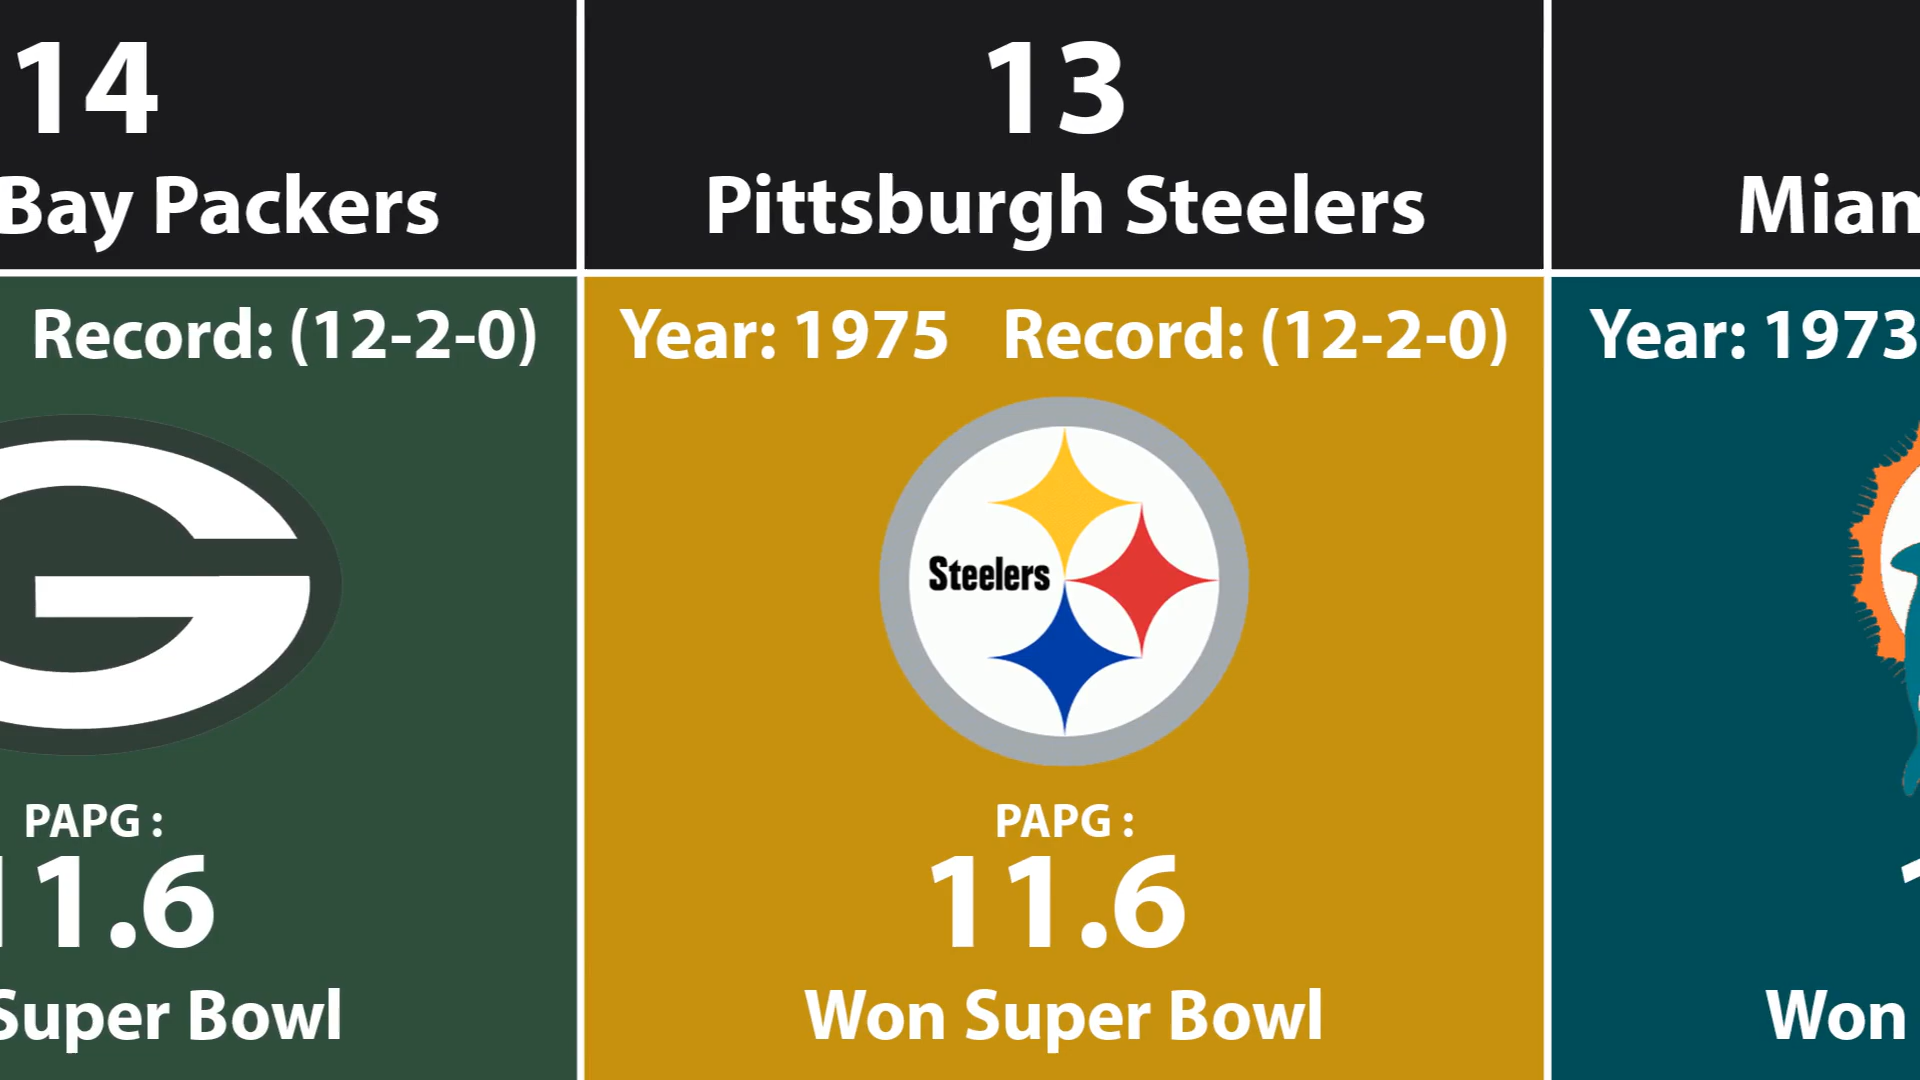 14
Bay Packers
Record: (12-2-0)
PAPG :
11.6
Super Bowl
13
Pittsburgh Steelers
Year: 1975 Record: (12-2-0)
Steelers
PAPG :
11.6
Won Super Bowl
Year: 1973
Won